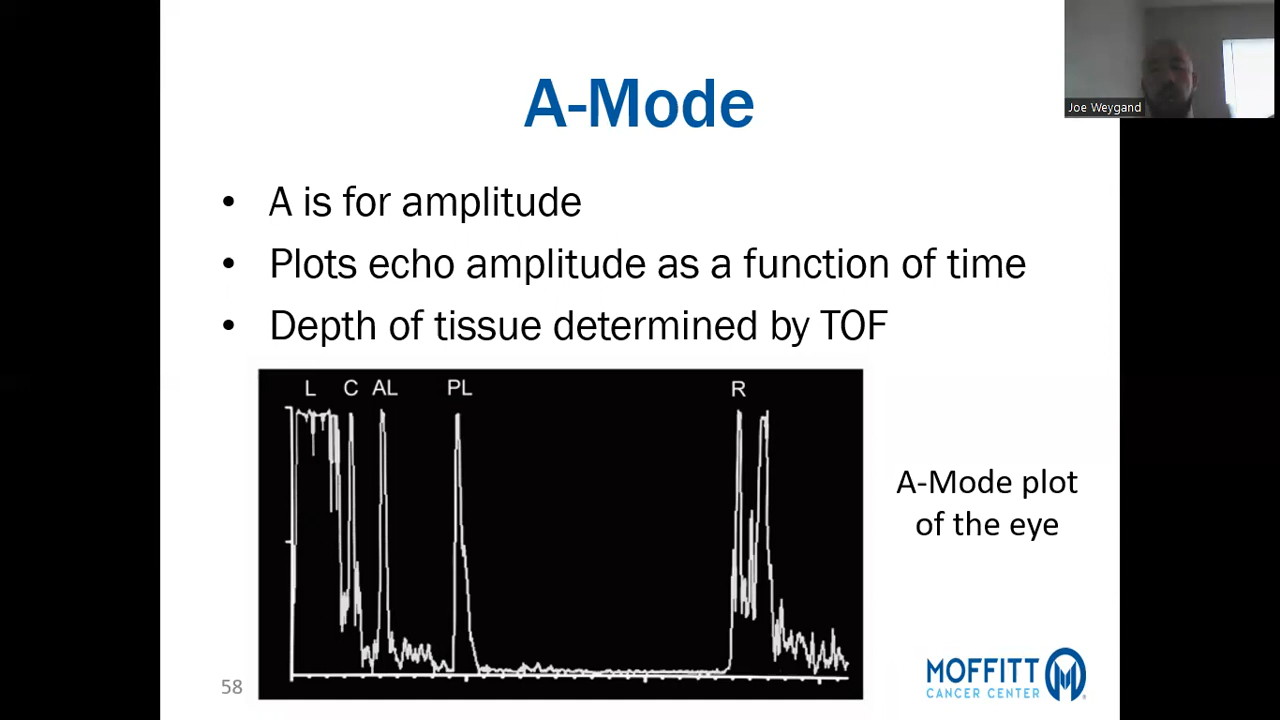 A-Mode
Joe Weygand
• A is for amplitude
• Plots echo amplitude as a function of time
• Depth of tissue determined by TOF
L C AL PL R
A-Mode plot
of the eye
58
MOFFITT
CANCER CENTER